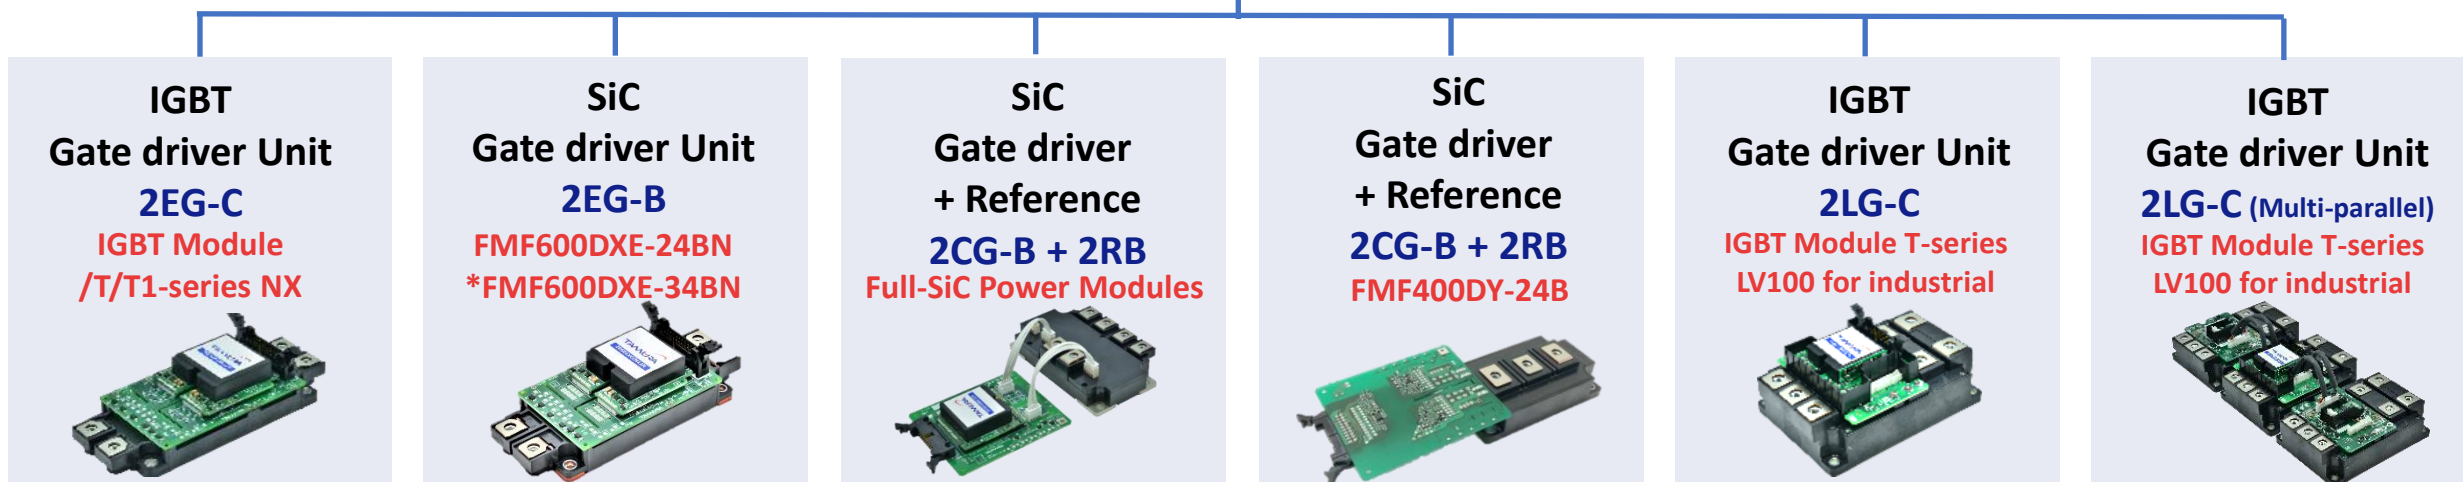 IGBT
Gate driver Unit
2EG-C
IGBT Module
/T/T1-series NX
SiC
Gate driver Unit
2EG-B
FMF600DXE-24BN
*FMF600DXE-34BN
SiC
Gate driver
+ Reference
2CG-B + 2RB
Full-SiC Power Modules
SiC
Gate driver
+ Reference
2CG-B + 2RB
FMF400DY-24B
IGBT
Gate driver Unit
2LG-C
IGBT Module T-series
LV100 for industrial
IGBT
Gate driver Unit
2LG-C (Multi-parallel)
IGBT Module T-series
LV100 for industrial
TAMURA